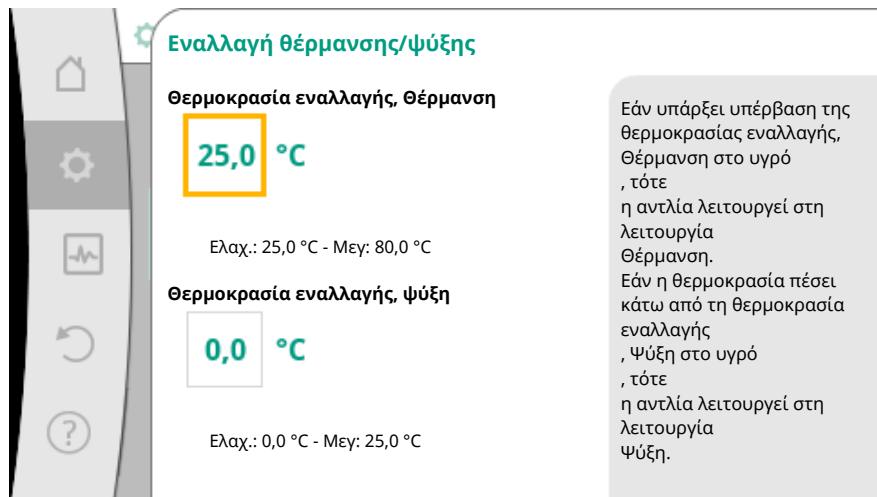 Εναλλαγή θέρμανσης/ψύξης
Θερμοκρασία εναλλαγής, Θέρμανση
25,0 °C
Ελαχ.: 25,0 °C - Μεγ: 80,0 °C
Θερμοκρασία εναλλαγής, ψύξη
0,0 °C
Ελαχ.: 0,0 °C - Μεγ: 25,0 °C
Εάν υπάρξει υπέρβαση της
θερμοκρασίας εναλλαγής,
Θέρμανση στο υγρό
, τότε
η αντλία λειτουργεί στη
λειτουργία
Θέρμανση.
Εάν η θερμοκρασία πέσει
κάτω από τη θερμοκρασία
εναλλαγής
, Ψύξη στο υγρό
, τότε
η αντλία λειτουργεί στη
λειτουργία
Ψύξη.